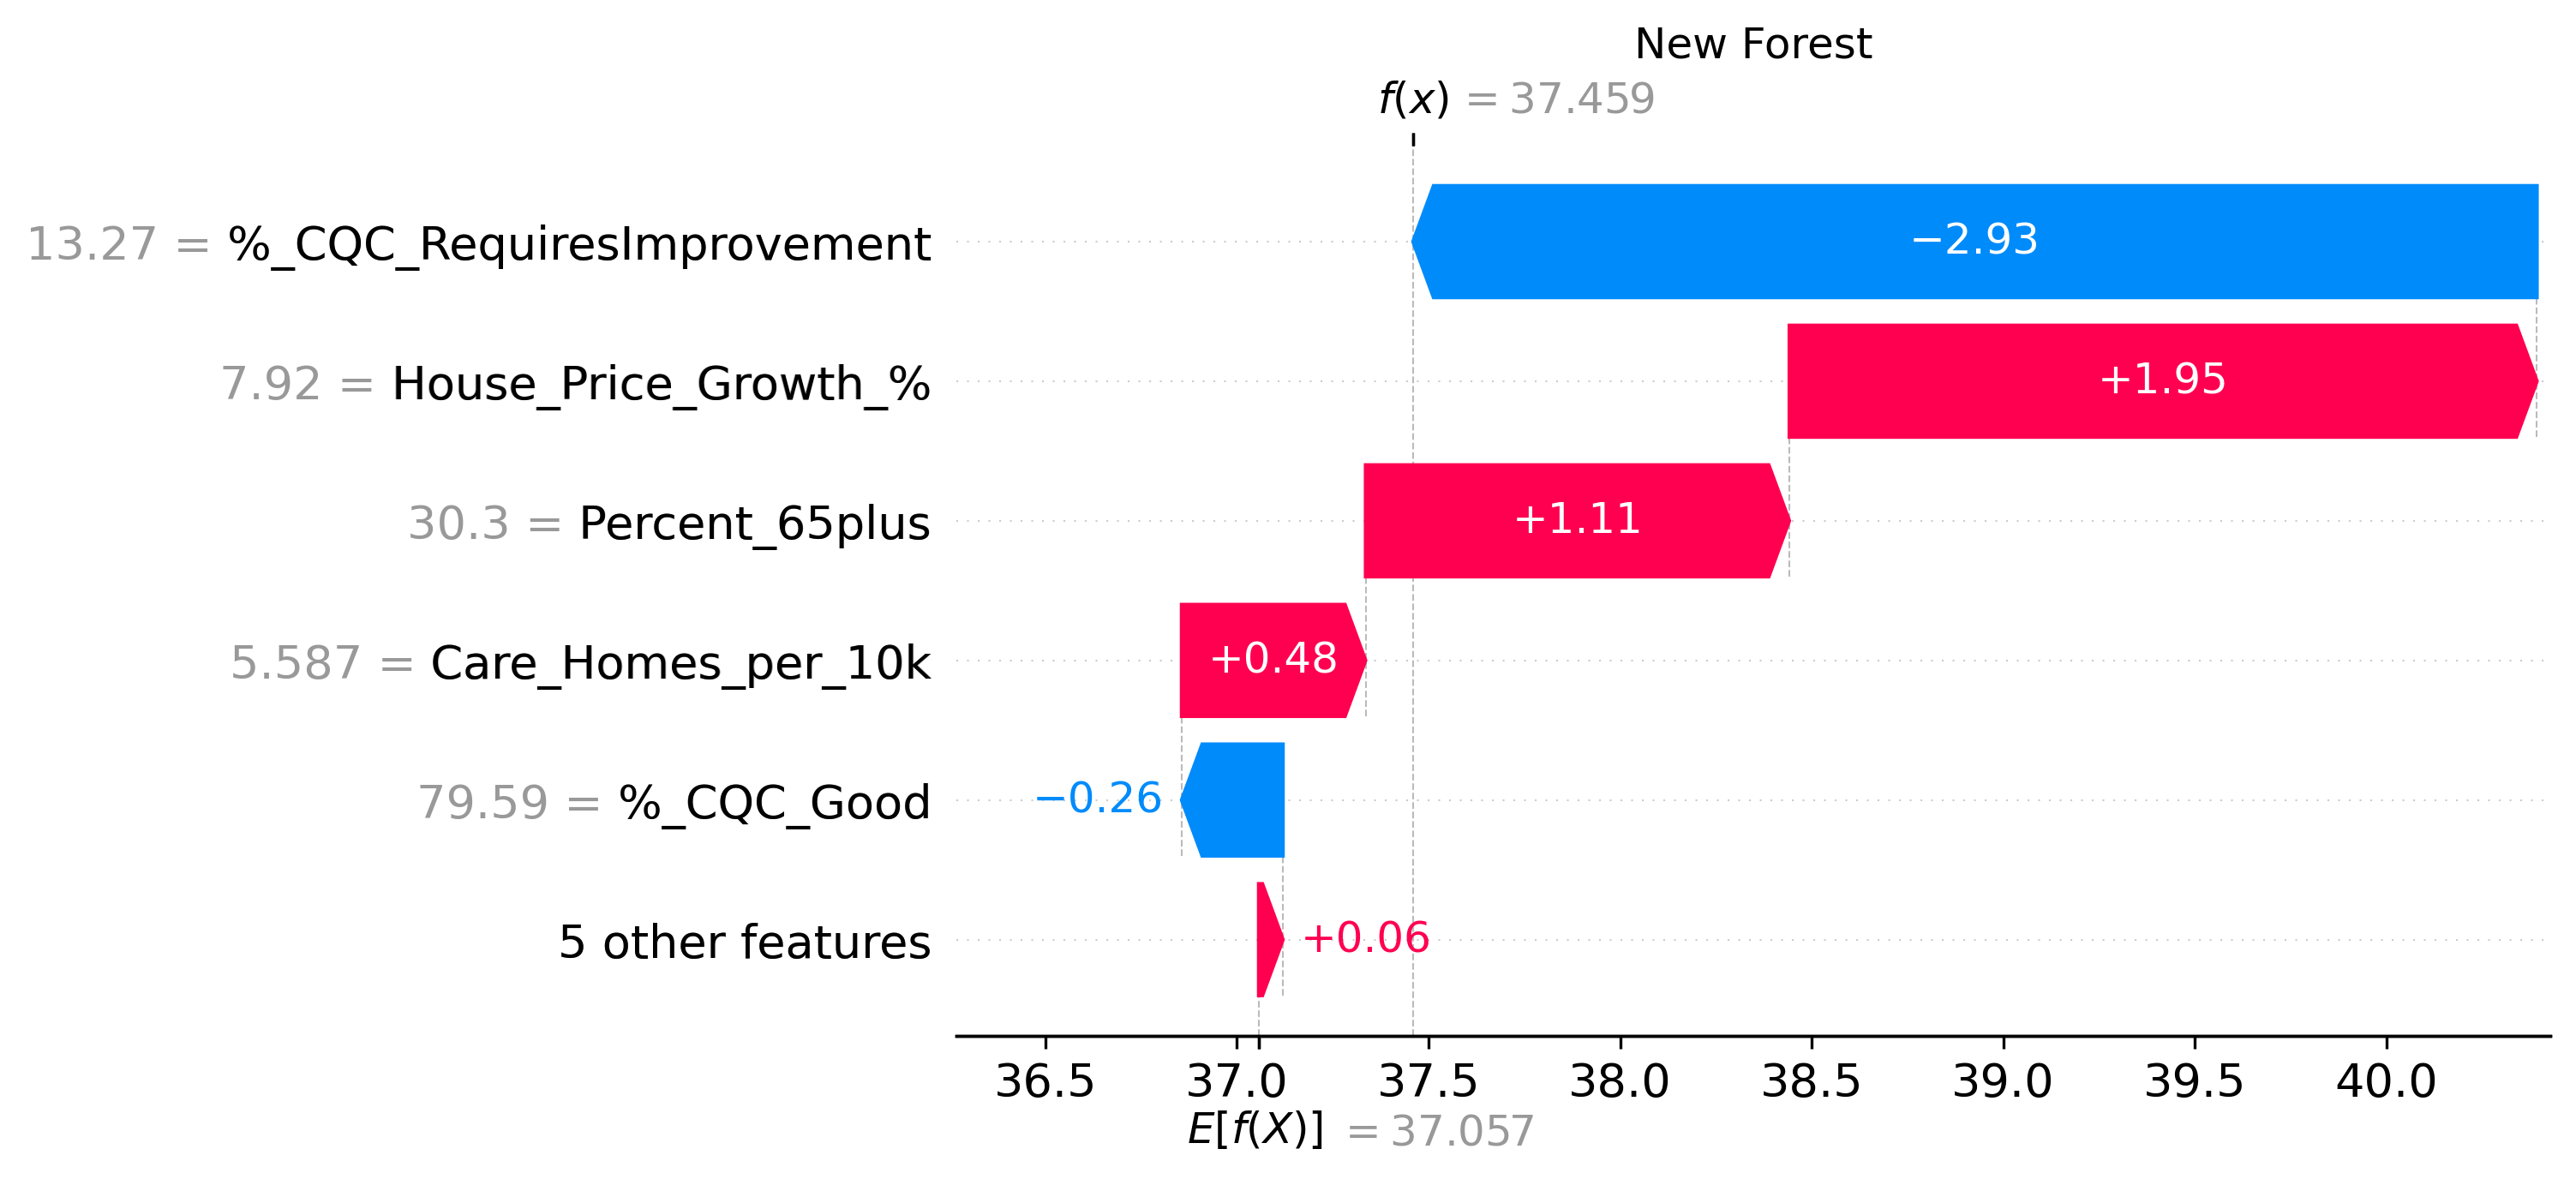 New Forest
f(x) = 37.459
13.27 = %_CQC_RequiresImprovement
−2.93
7.92 = House_Price_Growth_%
+1.95
30.3 = Percent_65plus
+1.11
5.587 = Care_Homes_per_10k
+0.48
79.59 = %_CQC_Good
−0.26
5 other features
+0.06
36.5 37.0 37.5 38.0 38.5 39.0 39.5 40.0
E[f(X)] = 37.057